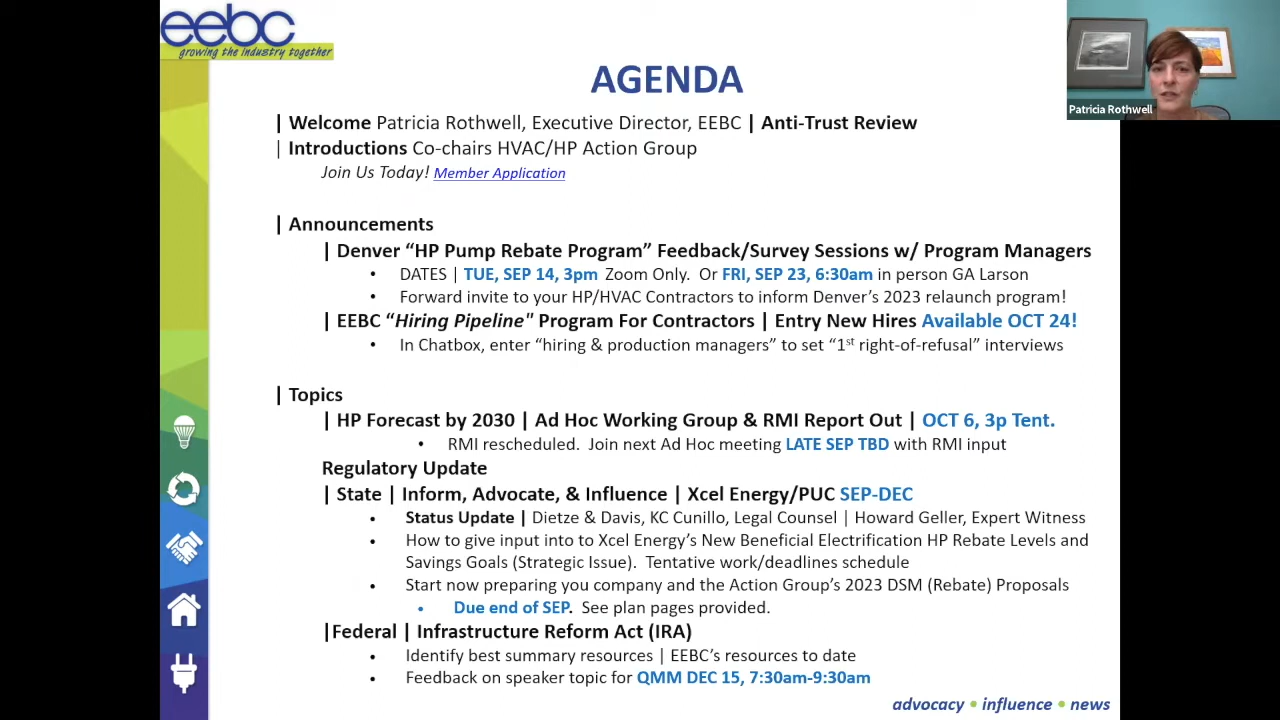 eebc
growing the industry together
Patricia Rothwell
AGENDA
| Welcome Patricia Rothwell, Executive Director, EEBC | Anti-Trust Review
| Introductions Co-chairs HVAC/HP Action Group
Join Us Today! Member Application
| Announcements
| Denver “HP Pump Rebate Program” Feedback/Survey Sessions w/ Program Managers
• DATES | TUE, SEP 14, 3pm Zoom Only. Or FRI, SEP 23, 6:30am in person GA Larson
• Forward invite to your HP/HVAC Contractors to inform Denver’s 2023 relaunch program!
| EEBC “Hiring Pipeline" Program For Contractors | Entry New Hires Available OCT 24!
• In Chatbox, enter “hiring & production managers” to set “1st right-of-refusal” interviews
| Topics
| HP Forecast by 2030 | Ad Hoc Working Group & RMI Report Out | OCT 6, 3p Tent.
• RMI rescheduled. Join next Ad Hoc meeting LATE SEP TBD with RMI input
Regulatory Update
| State | Inform, Advocate, & Influence | Xcel Energy/PUC SEP-DEC
• Status Update | Dietze & Davis, KC Cunillo, Legal Counsel | Howard Geller, Expert Witness
• How to give input into to Xcel Energy’s New Beneficial Electrification HP Rebate Levels and
Savings Goals (Strategic Issue). Tentative work/deadlines schedule
• Start now preparing you company and the Action Group’s 2023 DSM (Rebate) Proposals
• Due end of SEP. See plan pages provided.
|Federal | Infrastructure Reform Act (IRA)
• Identify best summary resources | EEBC’s resources to date
• Feedback on speaker topic for QMM DEC 15, 7:30am-9:30am
advocacy • influence • news